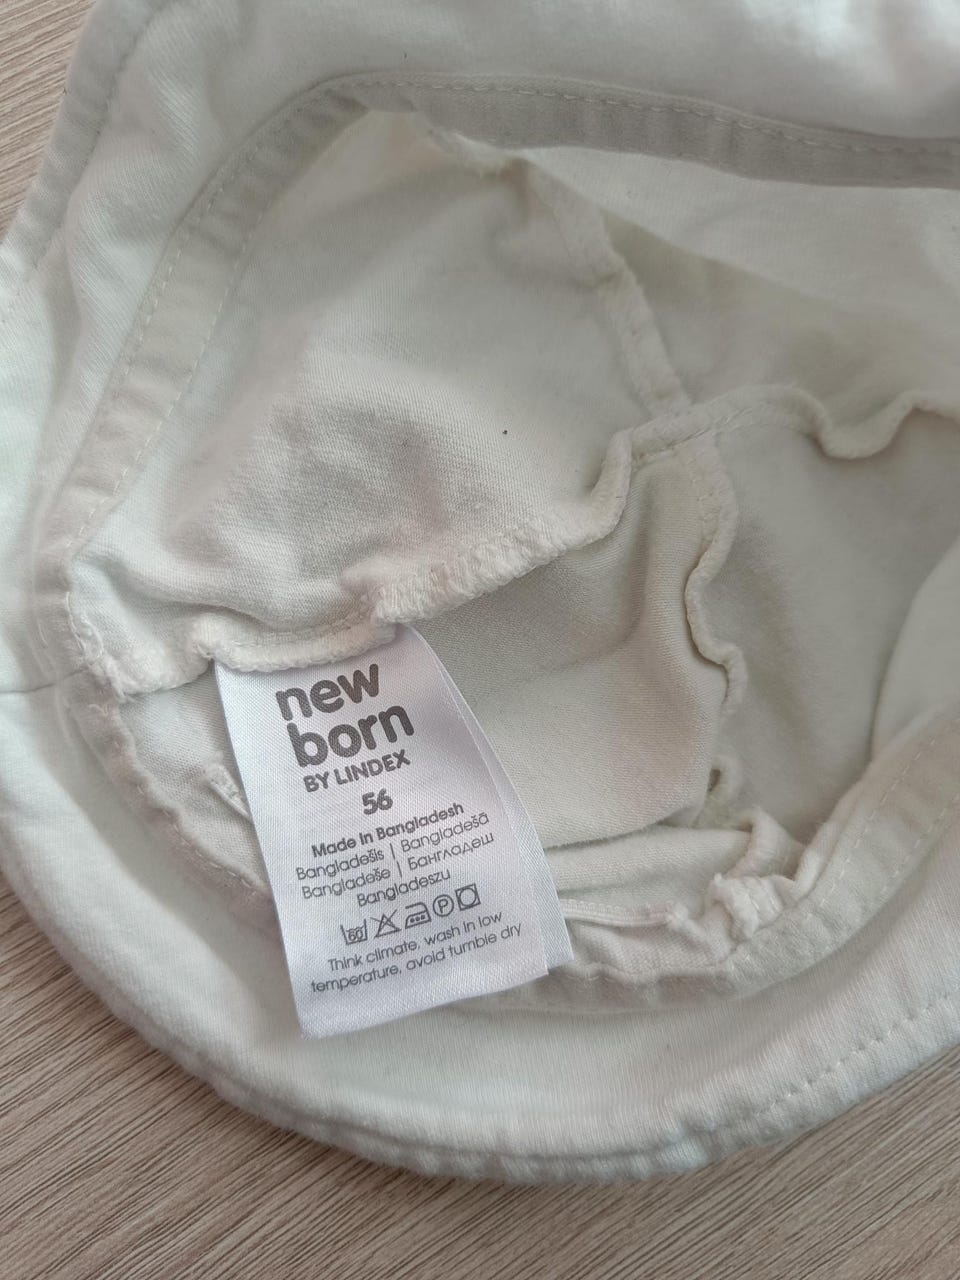 new
born
BY LINDEX
56
Made in Bangladesh
Bangladešis | Bangladešā
Bangladeše | Бангладеш
Bangladeszu
60 P
Think climate, wash in low
temperature, avoid tumble dry